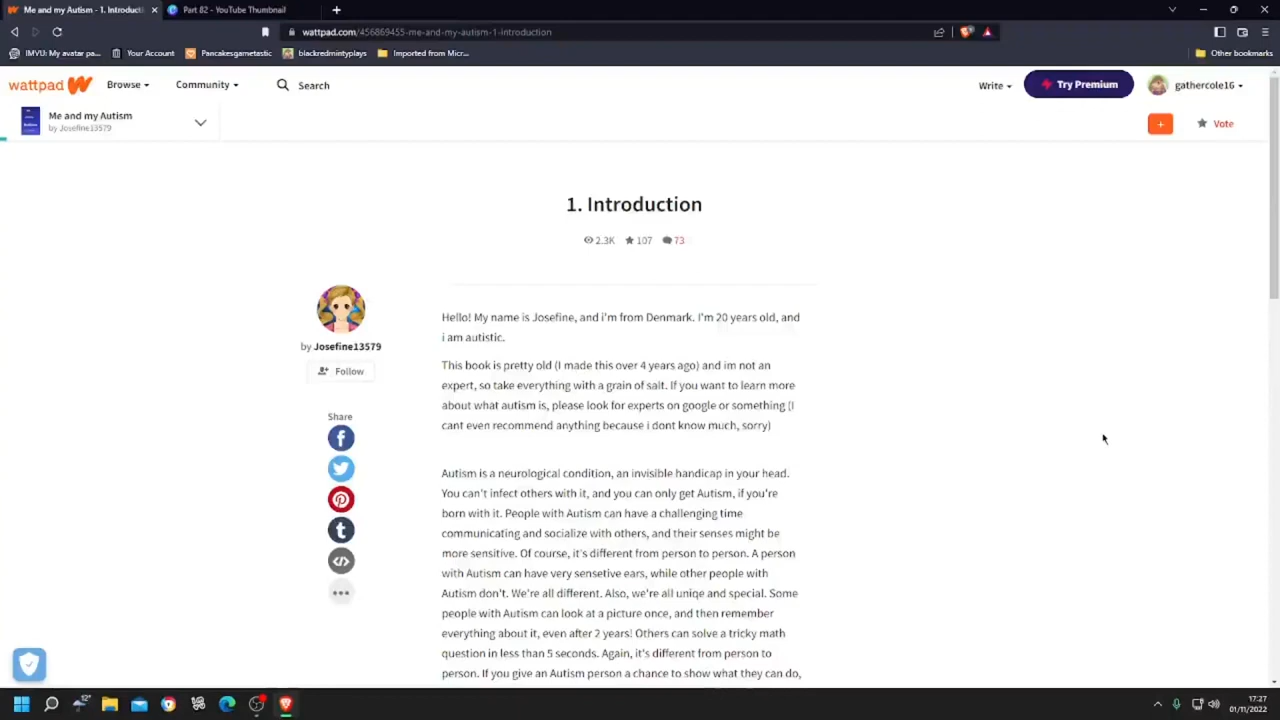 Me and my Autism - 1. Introducti
Part 82 - YouTube Thumbnail
wattpad.com/456869455-me-and-my-autism-1-introduction
IMVU: My avatar pa...
Your Account
Pancakesgamestastic
blackredmintyplays
Imported from Micr...
Other bookmarks
wattpad
Browse
Community
Search
Write
Try Premium
gathercole16
Me and my Autism
by Josefine13579
+
Vote
1. Introduction
2.3K
107
73
by Josefine13579
Follow
Share
Hello! My name is Josefine, and i'm from Denmark. I'm 20 years old, and
i am autistic.
This book is pretty old (I made this over 4 years ago) and im not an
expert, so take everything with a grain of salt. If you want to learn more
about what autism is, please look for experts on google or something (I
cant even recommend anything because i dont know much, sorry)
Autism is a neurological condition, an invisible handicap in your head.
You can't infect others with it, and you can only get Autism, if you're
born with it. People with Autism can have a challenging time
communicating and socialize with others, and their senses might be
more sensitive. Of course, it's different from person to person. A person
with Autism can have very sensetive ears, while other people with
Autism don't. We're all different. Also, we're all uniqe and special. Some
people with Autism can look at a picture once, and then remember
everything about it, even after 2 years! Others can solve a tricky math
question in less than 5 seconds. Again, it's different from person to
person. If you give an Autism person a chance to show what they can do,
17:27
01/11/2022